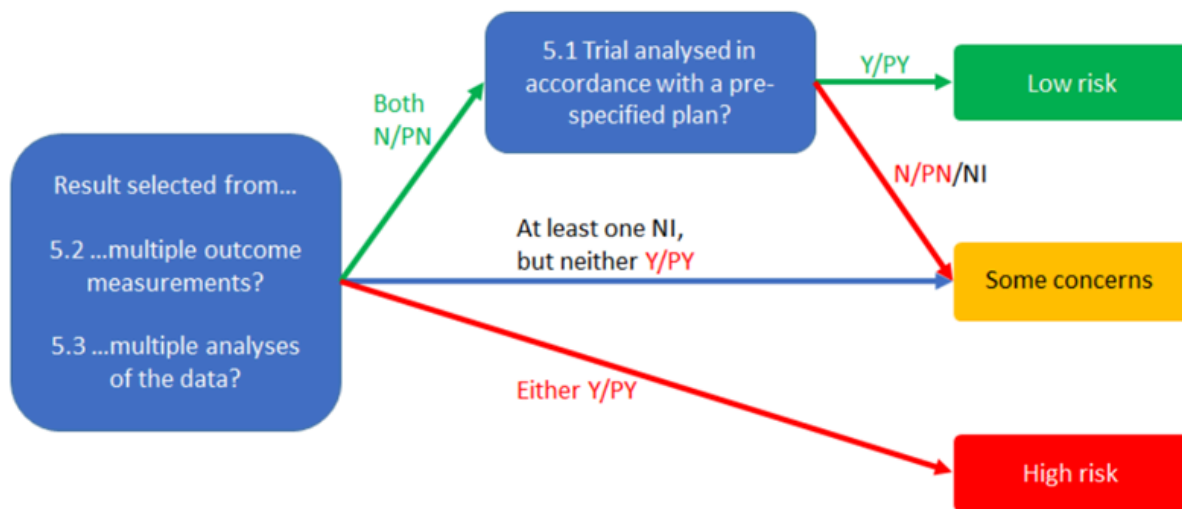 Result selected from…
5.2 …multiple outcome
measurements?
5.3 …multiple analyses
of the data?
Both
N/PN
5.1 Trial analysed in
accordance with a pre-
specified plan?
Y/PY
Low risk
N/PN/NI
At least one NI,
but neither Y/PY
Some concerns
Either Y/PY
High risk